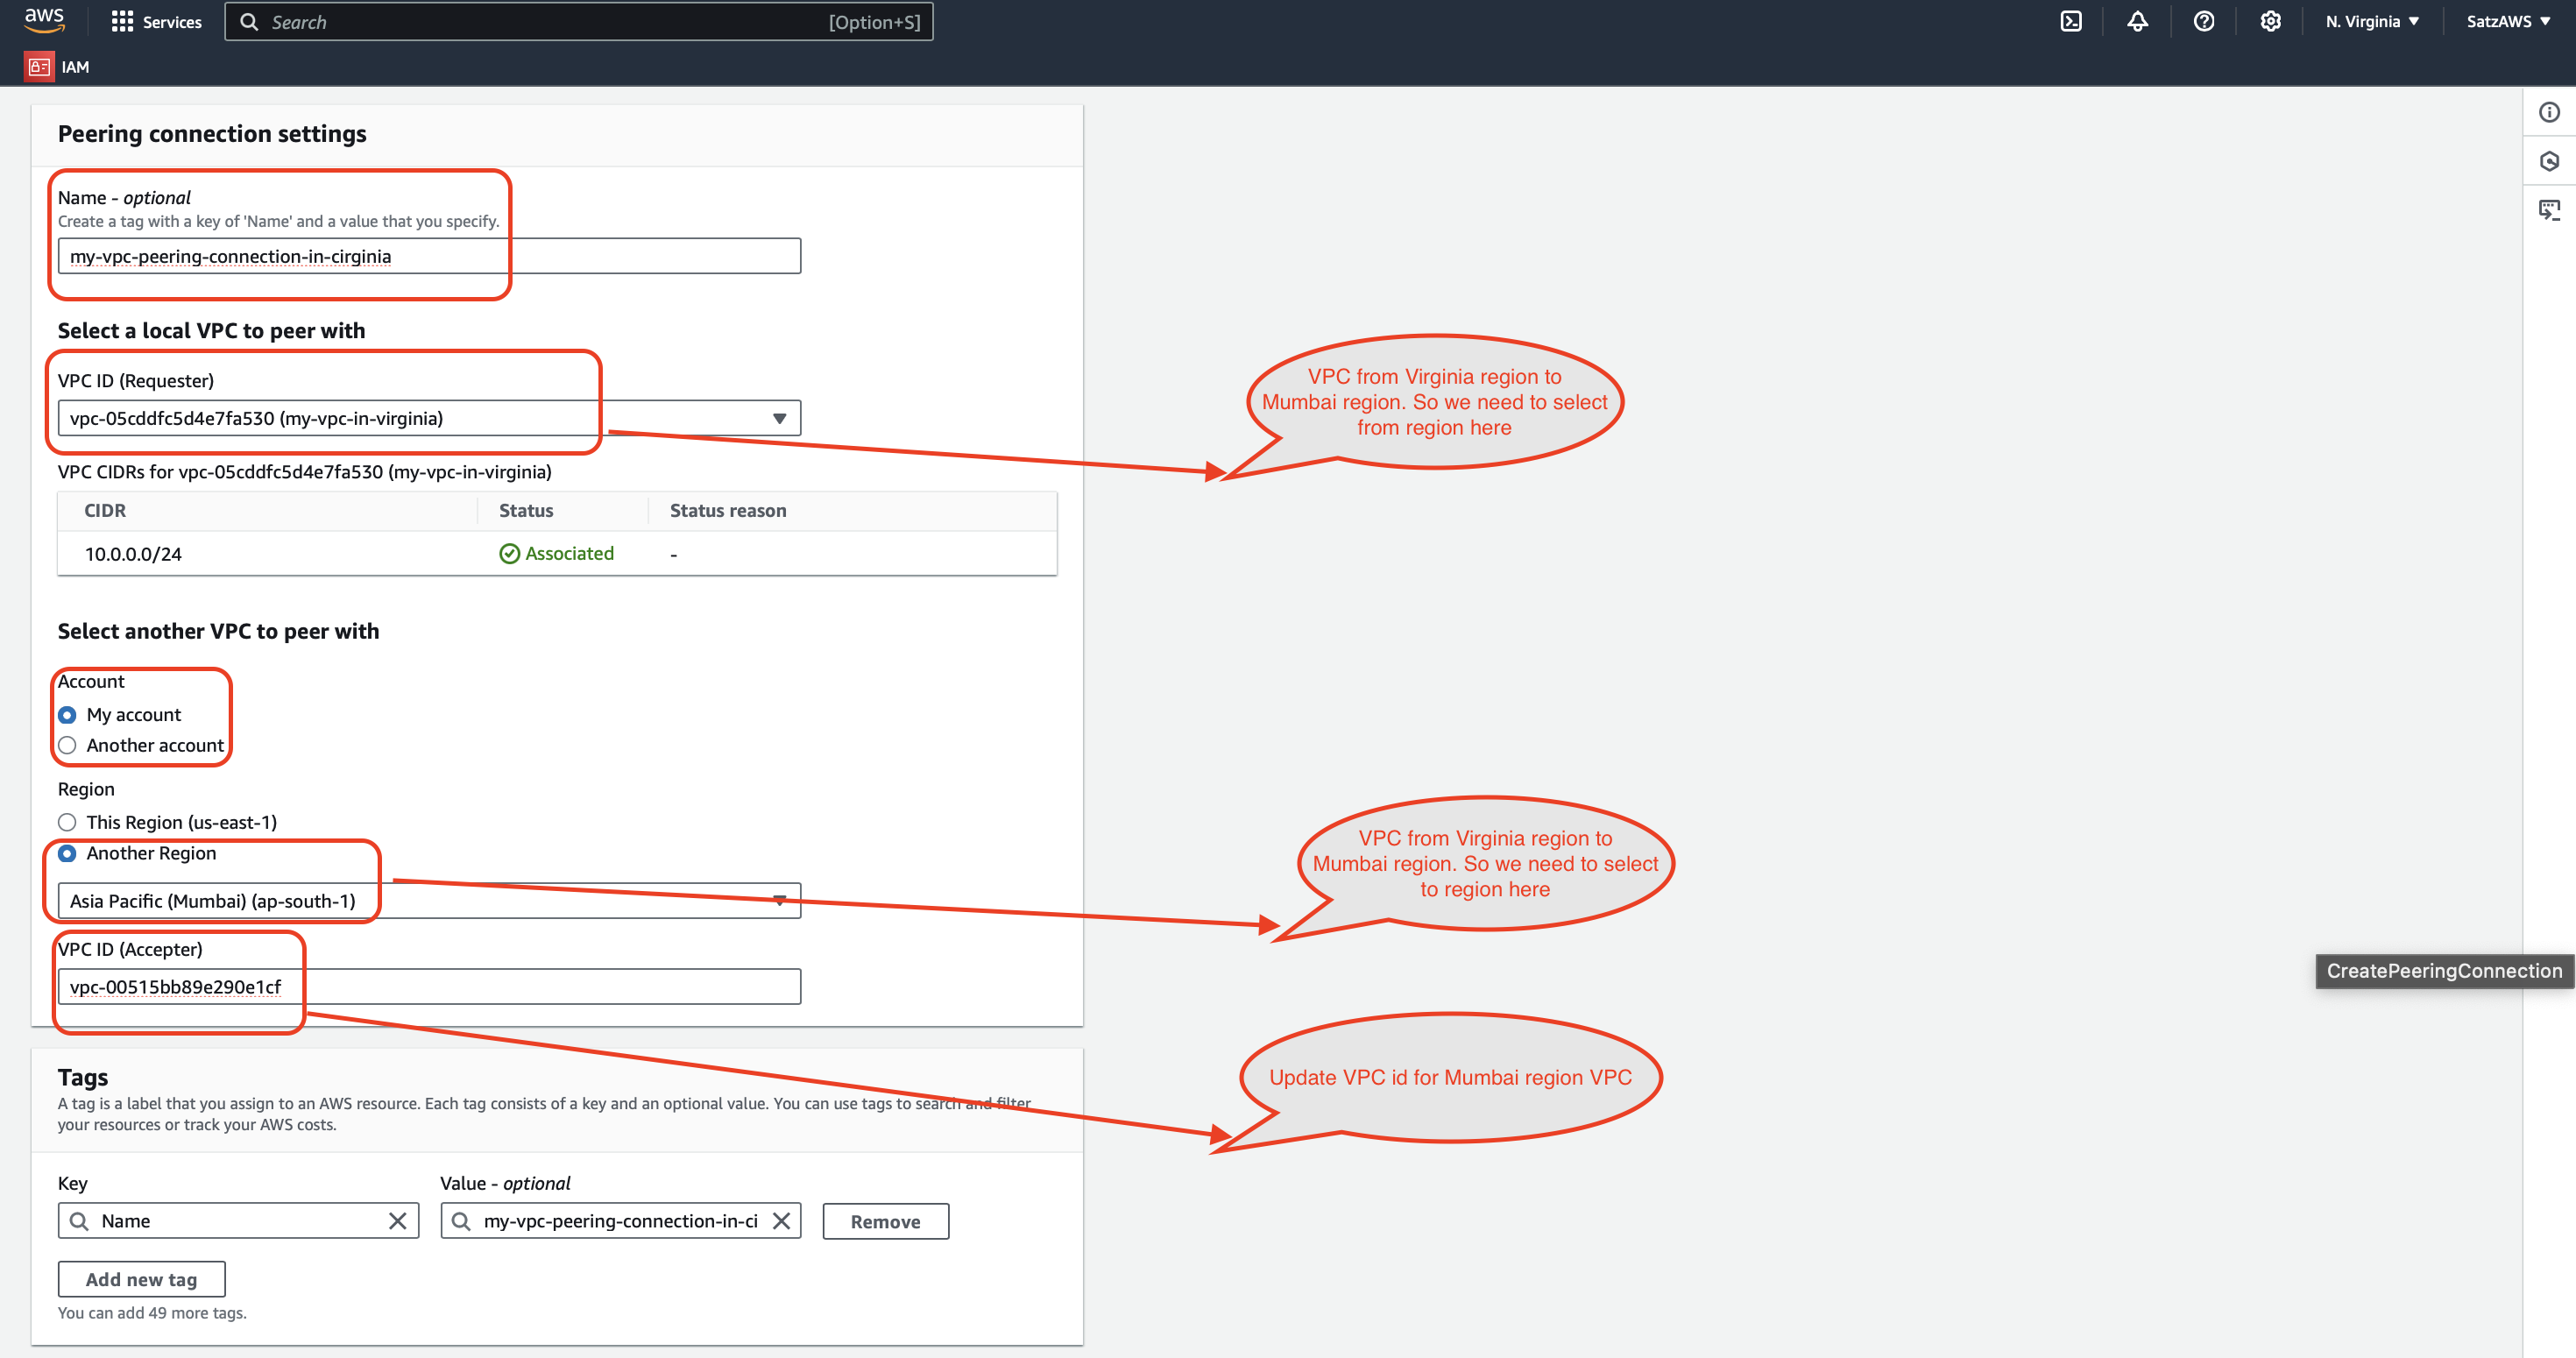 aws
Services
Search
[Option+S]
N. Virginia
SatzAWS
IAM
Peering connection settings
Name - optional
Create a tag with a key of 'Name' and a value that you specify.
my-vpc-peering-connection-in-cirginia
Select a local VPC to peer with
VPC ID (Requester)
vpc-05cddfc5d4e7fa530 (my-vpc-in-virginia)
VPC from Virginia region to
Mumbai region. So we need to select
from region here
VPC CIDRs for vpc-05cddfc5d4e7fa530 (my-vpc-in-virginia)
CIDR Status Status reason
10.0.0.0/24 Associated -
Select another VPC to peer with
Account
My account
Another account
Region
This Region (us-east-1)
Another Region
Asia Pacific (Mumbai) (ap-south-1)
VPC from Virginia region to
Mumbai region. So we need to select
to region here
VPC ID (Accepter)
vpc-00515bb89e290e1cf
CreatePeeringConnection
Update VPC id for Mumbai region VPC
Tags
A tag is a label that you assign to an AWS resource. Each tag consists of a key and an optional value. You can use tags to search and filter
your resources or track your AWS costs.
Key
Value - optional
Name
my-vpc-peering-connection-in-ci
Remove
Add new tag
You can add 49 more tags.